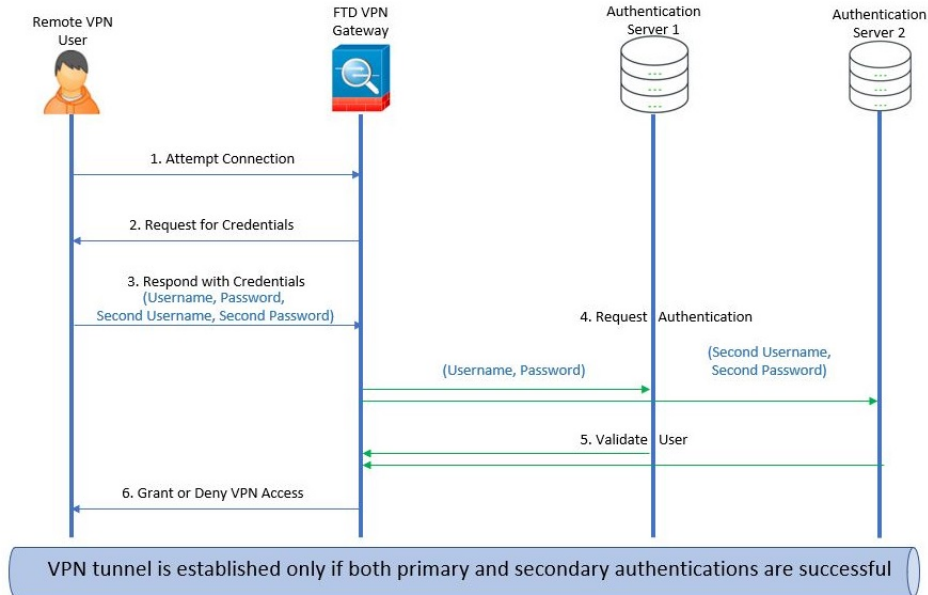 Remote VPN
User
FTD VPN
Gateway
Authentication
Server 1
Authentication
Server 2
1. Attempt Connection
2. Request for Credentials
3. Respond with Credentials
(Username, Password,
Second Username, Second Password)
4. Request Authentication
(Username, Password)
(Second Username,
Second Password)
5. Validate User
6. Grant or Deny VPN Access
VPN tunnel is established only if both primary and secondary authentications are successful